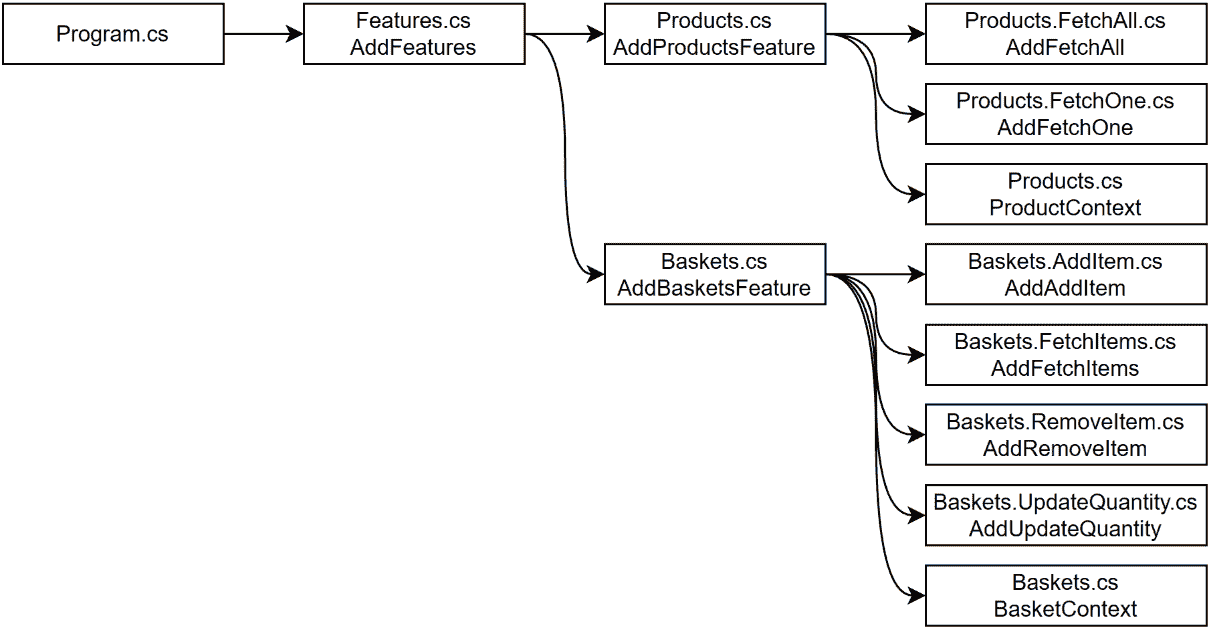 Program.cs
Features.cs
AddFeatures
Products.cs
AddProductsFeature
Products.FetchAll.cs
AddFetchAll
Products.FetchOne.cs
AddFetchOne
Products.cs
ProductContext
Baskets.cs
AddBasketsFeature
Baskets.AddItem.cs
AddAddItem
Baskets.FetchItems.cs
AddFetchItems
Baskets.RemoveItem.cs
AddRemoveItem
Baskets.UpdateQuantity.cs
AddUpdateQuantity
Baskets.cs
BasketContext